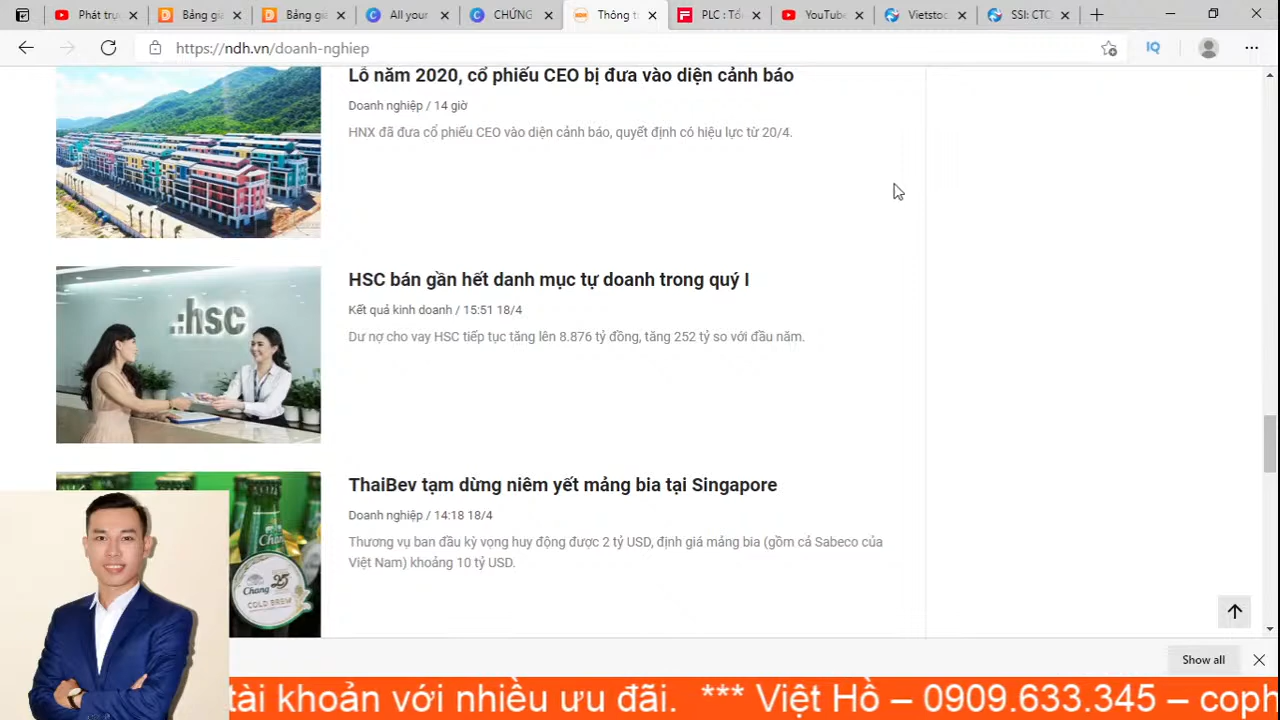 Phát trực
Bảng giá
Bảng giá
All your
CHỨNG
Thông t
PLC : Tổ
YouTube
Vietstoc
SSI: CTC
https://ndh.vn/doanh-nghiep
IQ
Lỗ năm 2020, cổ phiếu CEO bị đưa vào diện cảnh báo
Doanh nghiệp / 14 giờ
HNX đã đưa cổ phiếu CEO vào diện cảnh báo, quyết định có hiệu lực từ 20/4.
HSC bán gần hết danh mục tự doanh trong quý I
Kết quả kinh doanh / 15:51 18/4
Dư nợ cho vay HSC tiếp tục tăng lên 8.876 tỷ đồng, tăng 252 tỷ so với đầu năm.
hsc
ThaiBev tạm dừng niêm yết mảng bia tại Singapore
Doanh nghiệp / 14:18 18/4
Thương vụ ban đầu kỳ vọng huy động được 2 tỷ USD, định giá mảng bia (gồm cả Sabeco của
Việt Nam) khoảng 10 tỷ USD.
Chang
Chang 25
COLD BREW
Show all
tài khoản với nhiều ưu đãi. *** Việt Hồ – 0909.633.345 – coph